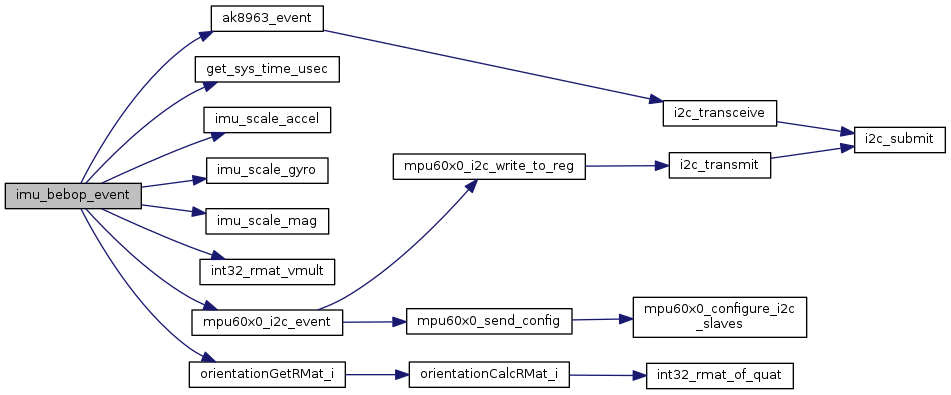 ak8963_event
get_sys_time_usec
imu_scale_accel
imu_scale_gyro
imu_bebop_event
imu_scale_mag
int32_rmat_vmult
mpu60x0_i2c_event
orientationGetRMat_i
mpu60x0_i2c_write_to_reg
mpu60x0_send_config
orientationCalcRMat_i
i2c_transceive
i2c_transmit
mpu60x0_configure_i2c
_slaves
int32_rmat_of_quat
i2c_submit